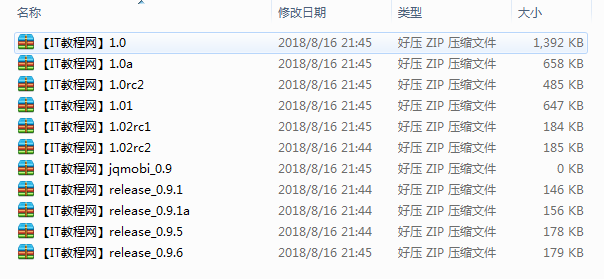 名称 修改日期 类型 大小
【IT教程网】1.0 2018/8/16 21:45 好压 ZIP 压缩文件 1,392 KB
【IT教程网】1.0a 2018/8/16 21:45 好压 ZIP 压缩文件 658 KB
【IT教程网】1.0rc2 2018/8/16 21:45 好压 ZIP 压缩文件 485 KB
【IT教程网】1.01 2018/8/16 21:45 好压 ZIP 压缩文件 647 KB
【IT教程网】1.02rc1 2018/8/16 21:45 好压 ZIP 压缩文件 184 KB
【IT教程网】1.02rc2 2018/8/16 21:44 好压 ZIP 压缩文件 185 KB
【IT教程网】jqmobi_0.9 2018/8/16 21:45 好压 ZIP 压缩文件 0 KB
【IT教程网】release_0.9.1 2018/8/16 21:44 好压 ZIP 压缩文件 146 KB
【IT教程网】release_0.9.1a 2018/8/16 21:44 好压 ZIP 压缩文件 156 KB
【IT教程网】release_0.9.5 2018/8/16 21:44 好压 ZIP 压缩文件 178 KB
【IT教程网】release_0.9.6 2018/8/16 21:45 好压 ZIP 压缩文件 179 KB